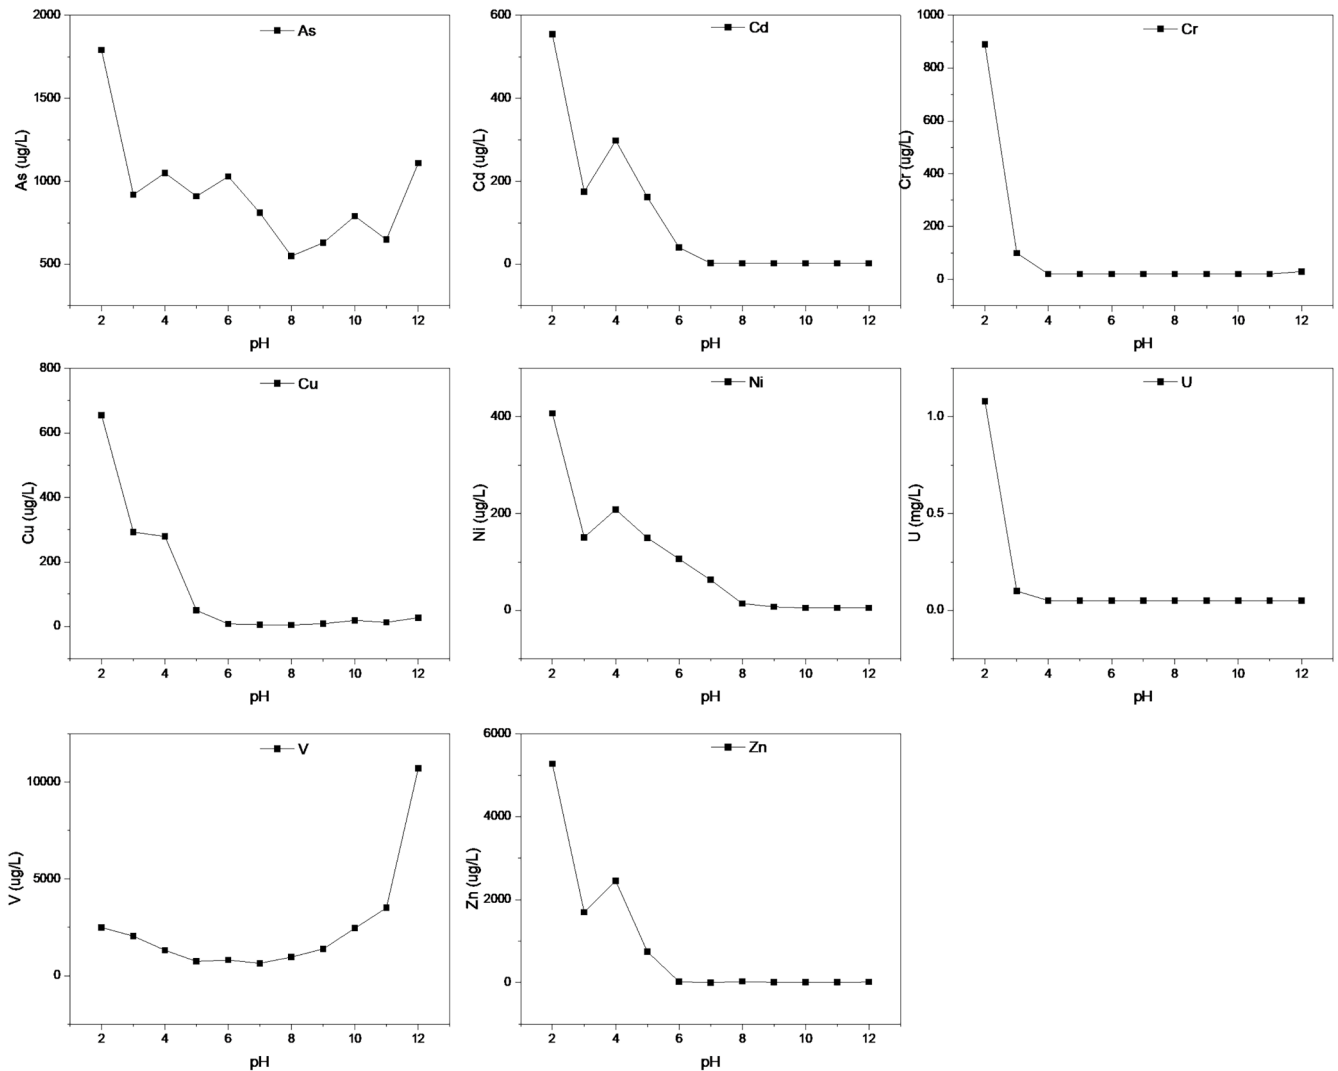 As
As (ug/L)
2000
1500
1000
500
2 4 6 8 10 12
pH
Cd
Cd (ug/L)
600
400
200
0
2 4 6 8 10 12
pH
Cr
Cr (ug/L)
1000
800
600
400
200
0
2 4 6 8 10 12
pH
Cu
Cu (ug/L)
800
600
400
200
0
2 4 6 8 10 12
pH
Ni
Ni (ug/L)
400
200
0
2 4 6 8 10 12
pH
U
U (mg/L)
1.0
0.5
0.0
2 4 6 8 10 12
pH
V
V (ug/L)
10000
5000
0
2 4 6 8 10 12
pH
Zn
Zn (ug/L)
6000
4000
2000
0
2 4 6 8 10 12
pH